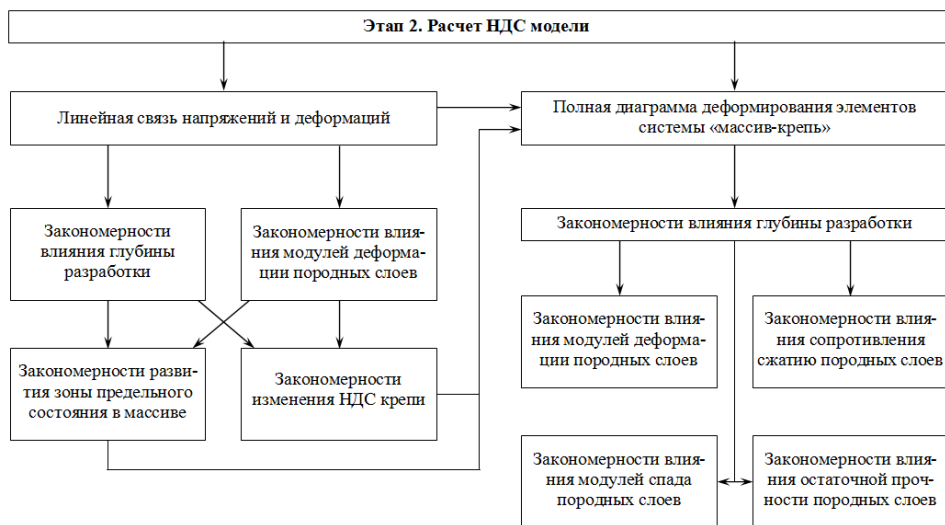 Этап 2. Расчет НДС модели
Линейная связь напряжений и деформаций
Полная диаграмма деформирования элементов
системы «массив-крепь»
Закономерности
влияния глубины
разработки
Закономерности влия-
ния модулей деформа-
ции породных слоев
Закономерности влияния глубины разработки
Закономерности влия-
ния модулей деформа-
ции породных слоев
Закономерности влия-
ния сопротивления
сжатию породных слоев
Закономерности разви-
тия зоны предельного
состояния в массиве
Закономерности
изменения НДС крепи
Закономерности влия-
ния модулей спада
породных слоев
Закономерности влия-
ния остаточной проч-
ности породных слоев